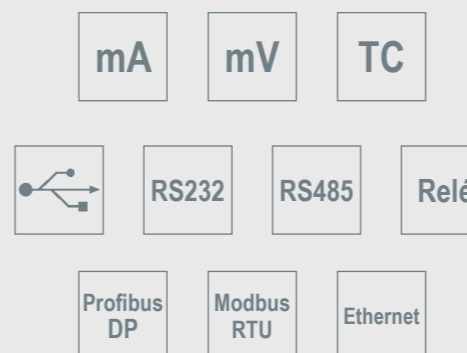 mA mV TC
RS232 RS485 Relé
Profibus Modbus Ethernet
DP RTU